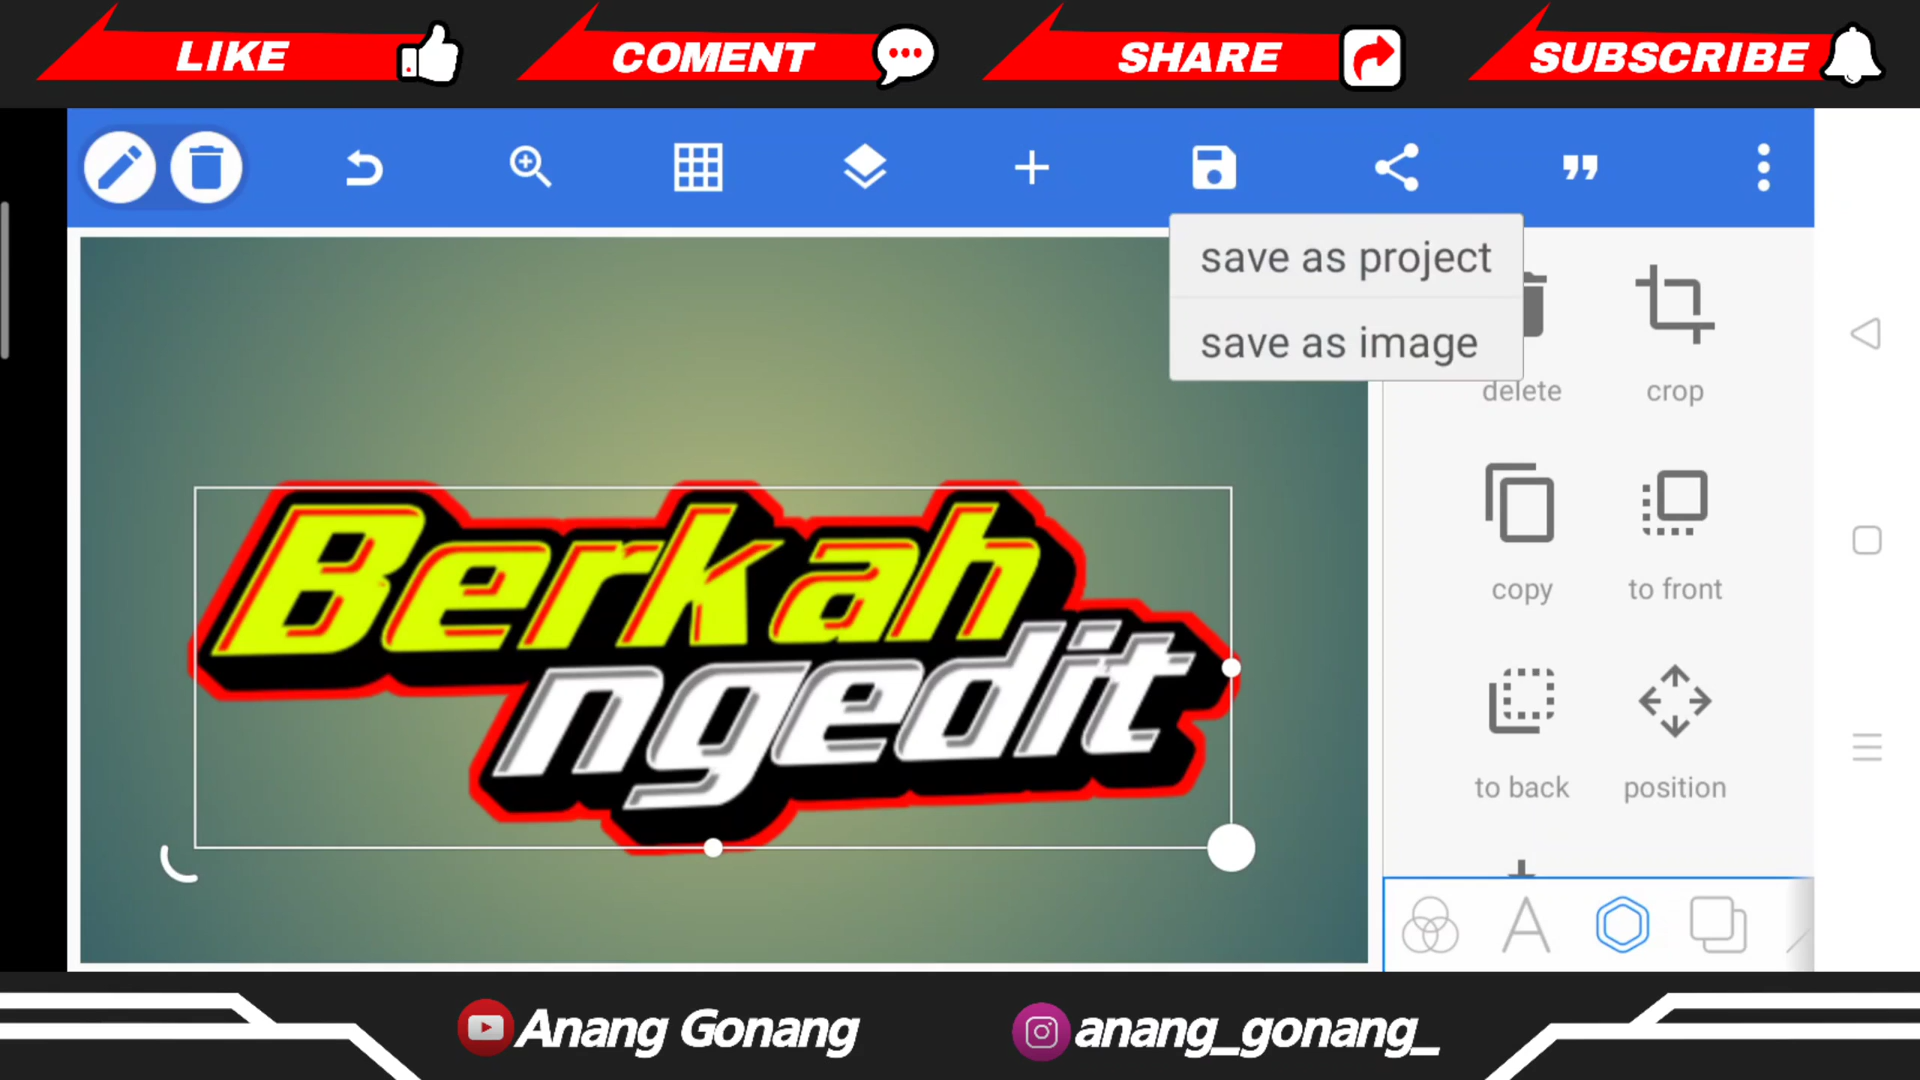 LIKE
COMENT
SHARE
SUBSCRIBE
save as project
save as image
delete
crop
copy
to front
to back
position
Berkah
ngedit
Anang Gonang
anang_gonang_